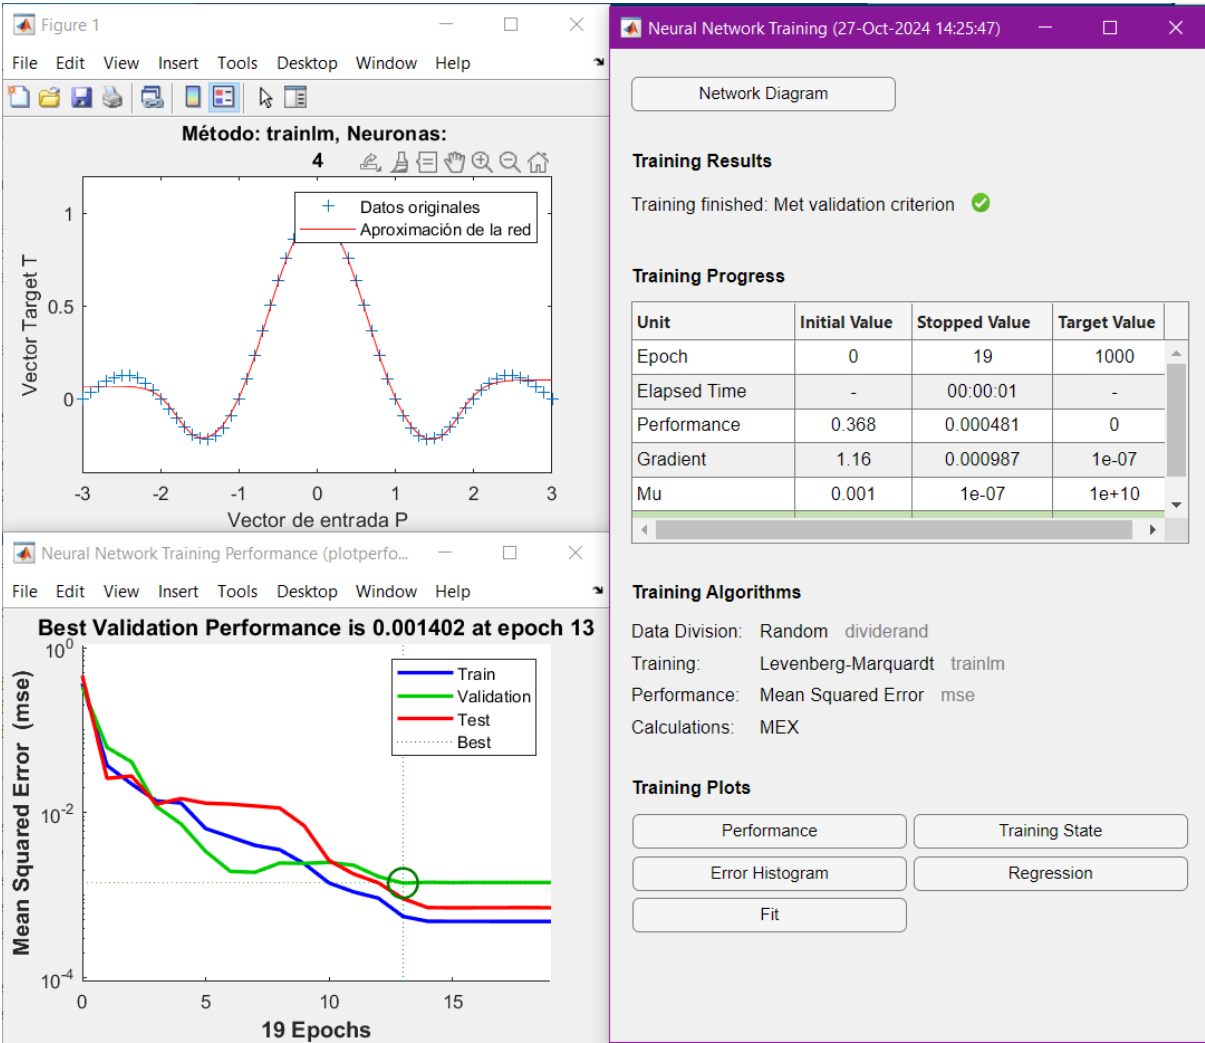 Figure 1
File Edit View Insert Tools Desktop Window Help
Método: trainlm, Neuronas:
4
Datos originales
Aproximación de la red
Vector Target T
1
0.5
0
-3 -2 -1 0 1 2 3
Vector de entrada P
Neural Network Training Performance (plotperfo...
File Edit View Insert Tools Desktop Window Help
Best Validation Performance is 0.001402 at epoch 13
Train
Validation
Test
Best
Mean Squared Error (mse)
10^0
10^-2
10^-4
0 5 10 15
19 Epochs
Neural Network Training (27-Oct-2024 14:25:47)
Network Diagram
Training Results
Training finished: Met validation criterion
Training Progress
Unit Initial Value Stopped Value Target Value
Epoch 0 19 1000
Elapsed Time - 00:00:01 -
Performance 0.368 0.000481 0
Gradient 1.16 0.000987 1e-07
Mu 0.001 1e-07 1e+10
Training Algorithms
Data Division: Random dividerand
Training: Levenberg-Marquardt trainlm
Performance: Mean Squared Error mse
Calculations: MEX
Training Plots
Performance Training State
Error Histogram Regression
Fit